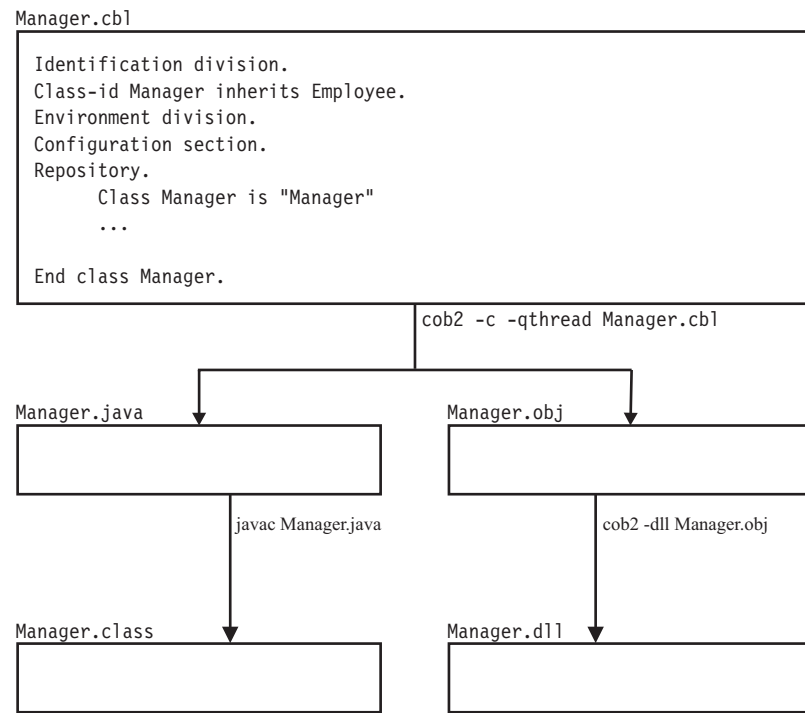 Manager.cbl
Identification division.
Class-id Manager inherits Employee.
Environment division.
Configuration section.
Repository.
Class Manager is "Manager"
...
End class Manager.
cob2 -c -qthread Manager.cbl
Manager.java
Manager.obj
javac Manager.java
cob2 -dll Manager.obj
Manager.class
Manager.dll